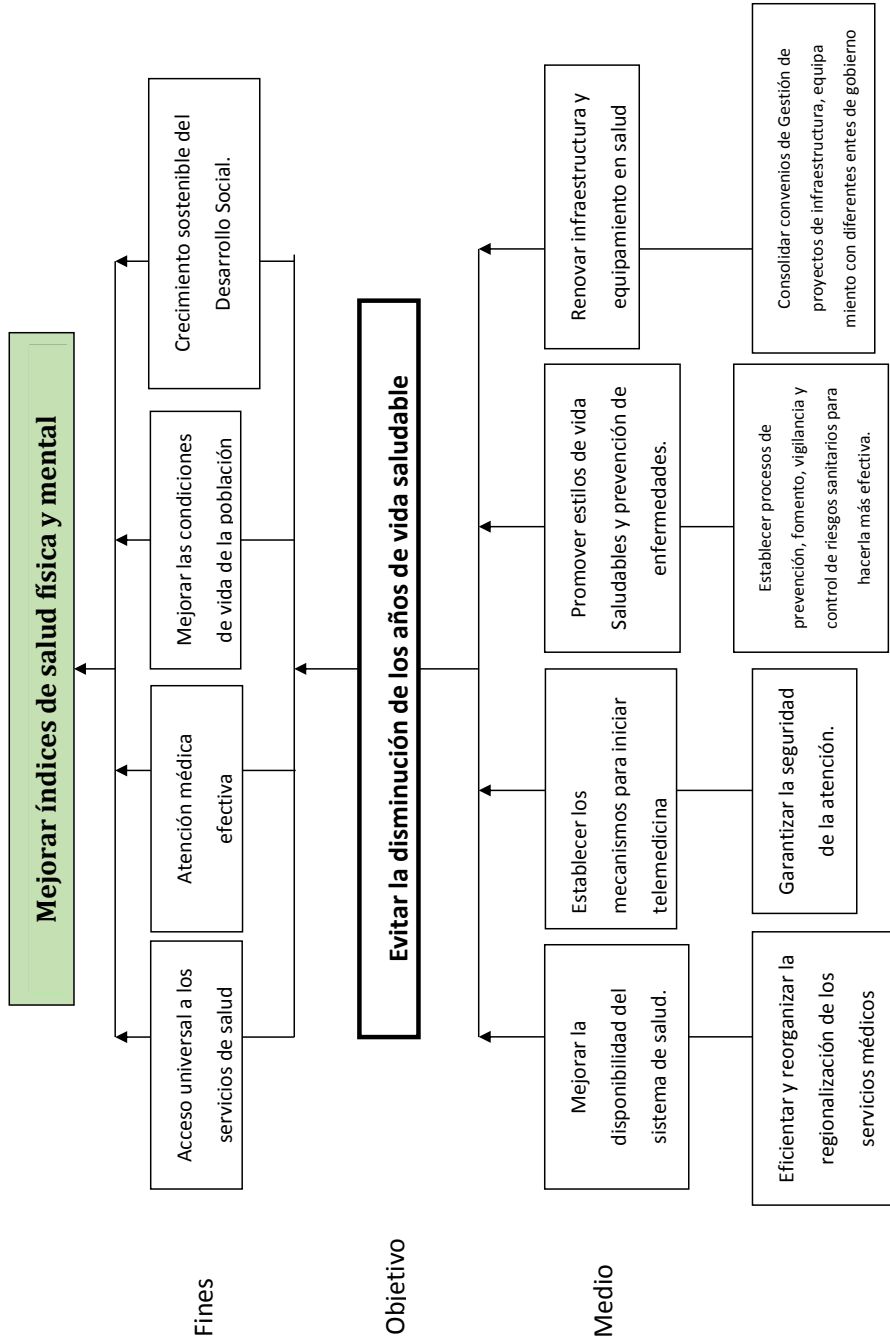 Mejorar índices de salud física y mental
Fines
Acceso universal a los
servicios de salud
Atención médica
efectiva
Mejorar las condiciones
de vida de la población
Crecimiento sostenible del
Desarrollo Social.
Objetivo
Evitar la disminución de los años de vida saludable
Medio
Mejorar la
disponibilidad del
sistema de salud.
Establecer los
mecanismos para iniciar
telemedicina
Promover estilos de vida
Saludables y prevención de
enfermedades.
Renovar infraestructura y
equipamiento en salud
Eficientar y reorganizar la
regionalización de los
servicios médicos
Garantizar la seguridad
de la atención.
Establecer procesos de
prevención, fomento, vigilancia y
control de riesgos sanitarios para
hacerla más efectiva.
Consolidar convenios de Gestión de
proyectos de infraestructura, equipa
miento con diferentes entes de gobierno